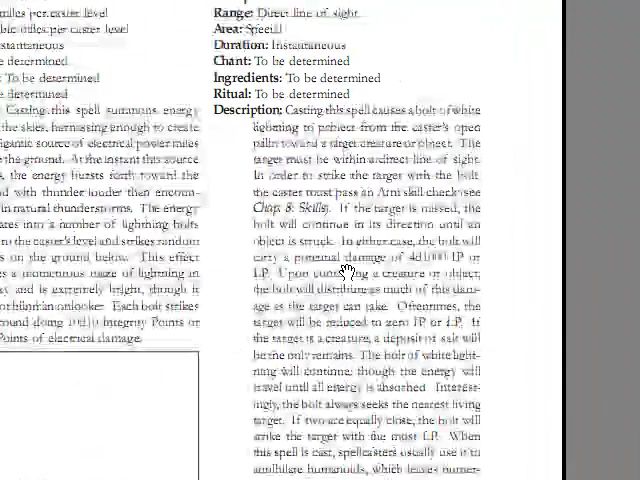 miles per caster level
bic miles per caster level
stantaneous
e determined
: To be determined
e determined
Casting this spell summons energy
the skies, harnessing enough to create
igantic source of electrical power miles
the ground. At the instant this source
s, the energy bursts forth toward the
d with thunder louder than encoun-
in natural thunderstorms. The energy
ates into a number of lightning bolts
to the caster's level and strikes random
s on the ground below. This effect
s a momentous maze of lightning in
ky and is extremely bright, though it
ot blind an onlooker. Each bolt strikes
round doing Integrity Points or
Points of electrical damage.
Range: Direct line of sight
Area: Special
Duration: Instantaneous
Chant: To be determined
Ingredients: To be determined
Ritual: To be determined
Description: Casting this spell causes a bolt of white
lightning to project from the caster's open
palm toward a target creature or object. The
target must be within a direct line of sight.
In order to strike the target with the bolt,
the caster must pass an Aim skill check (see
Chap. 8: Skills). If the target is missed, the
bolt will continue in its direction until an
object is struck. In either case, the bolt will
carry a potential damage of 4d1000 IP or
LP. Upon contacting a creature or object,
the bolt will distribute as much of this dam-
age as the target can take. Oftentimes, the
target will be reduced to zero IP or LP. If
the target is a creature, a deposit of salt will
be the only remains. The bolt of white light-
ning will continue, though the energy will
travel until all energy is absorbed. Interest-
ingly, the bolt always seeks the nearest living
target. If two are equally close, the bolt will
strike the target with the most LP. When
this spell is cast, spellcasters usually use it to
annihilate humanoids, which leaves numer-